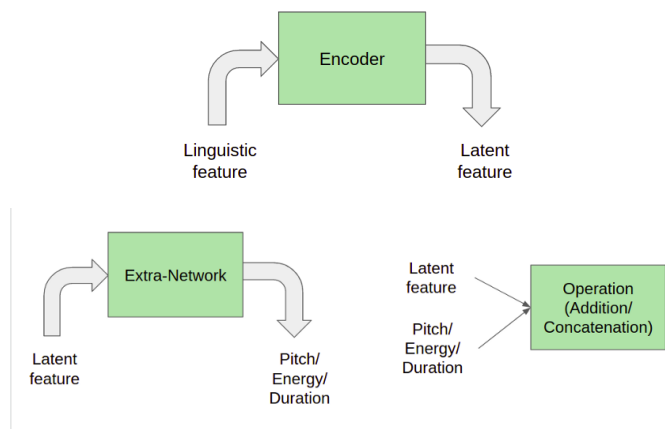 Encoder
Linguistic
feature
Latent
feature
Extra-Network
Latent
feature
Pitch/
Energy/
Duration
Latent
feature
Pitch/
Energy/
Duration
Operation
(Addition/
Concatenation)